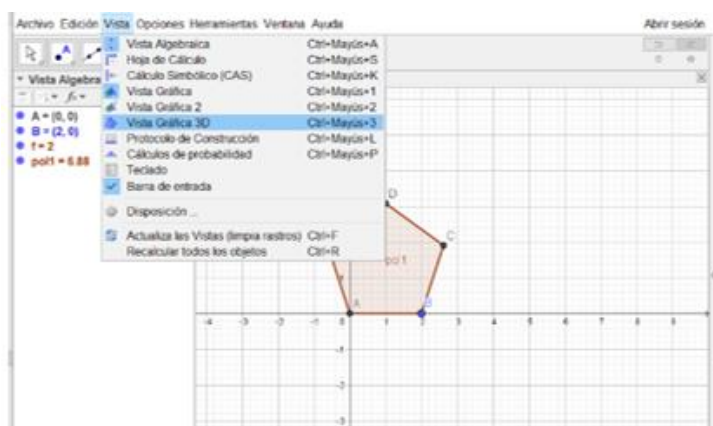 Archivo Edición Vista Opciones Herramientas Ventana Ayuda Abrir sesión
Vista Algebraica Ctrl+Mayús+A
Hoja de Cálculo Ctrl+Mayús+S
Cálculo Simbólico (CAS) Ctrl+Mayús+K
Vista Gráfica Ctrl+Mayús+1
Vista Gráfica 2 Ctrl+Mayús+2
Vista Gráfica 3D Ctrl+Mayús+3
Protocolo de Construcción Ctrl+Mayús+L
Cálculos de probabilidad Ctrl+Mayús+P
Teclado
Barra de entrada
Disposición ...
Actualiza las Vistas (limpia rastros) Ctrl+F
Recalcular todos los objetos Ctrl+R
Vista Algebra
A = (0, 0)
B = (2, 0)
f = 2
pol1 = 6.88
D
C
pol1
1
A B
-4 -3 -2 -1 0 1 2 3 4 5 6 7 8
-1
-2
-3